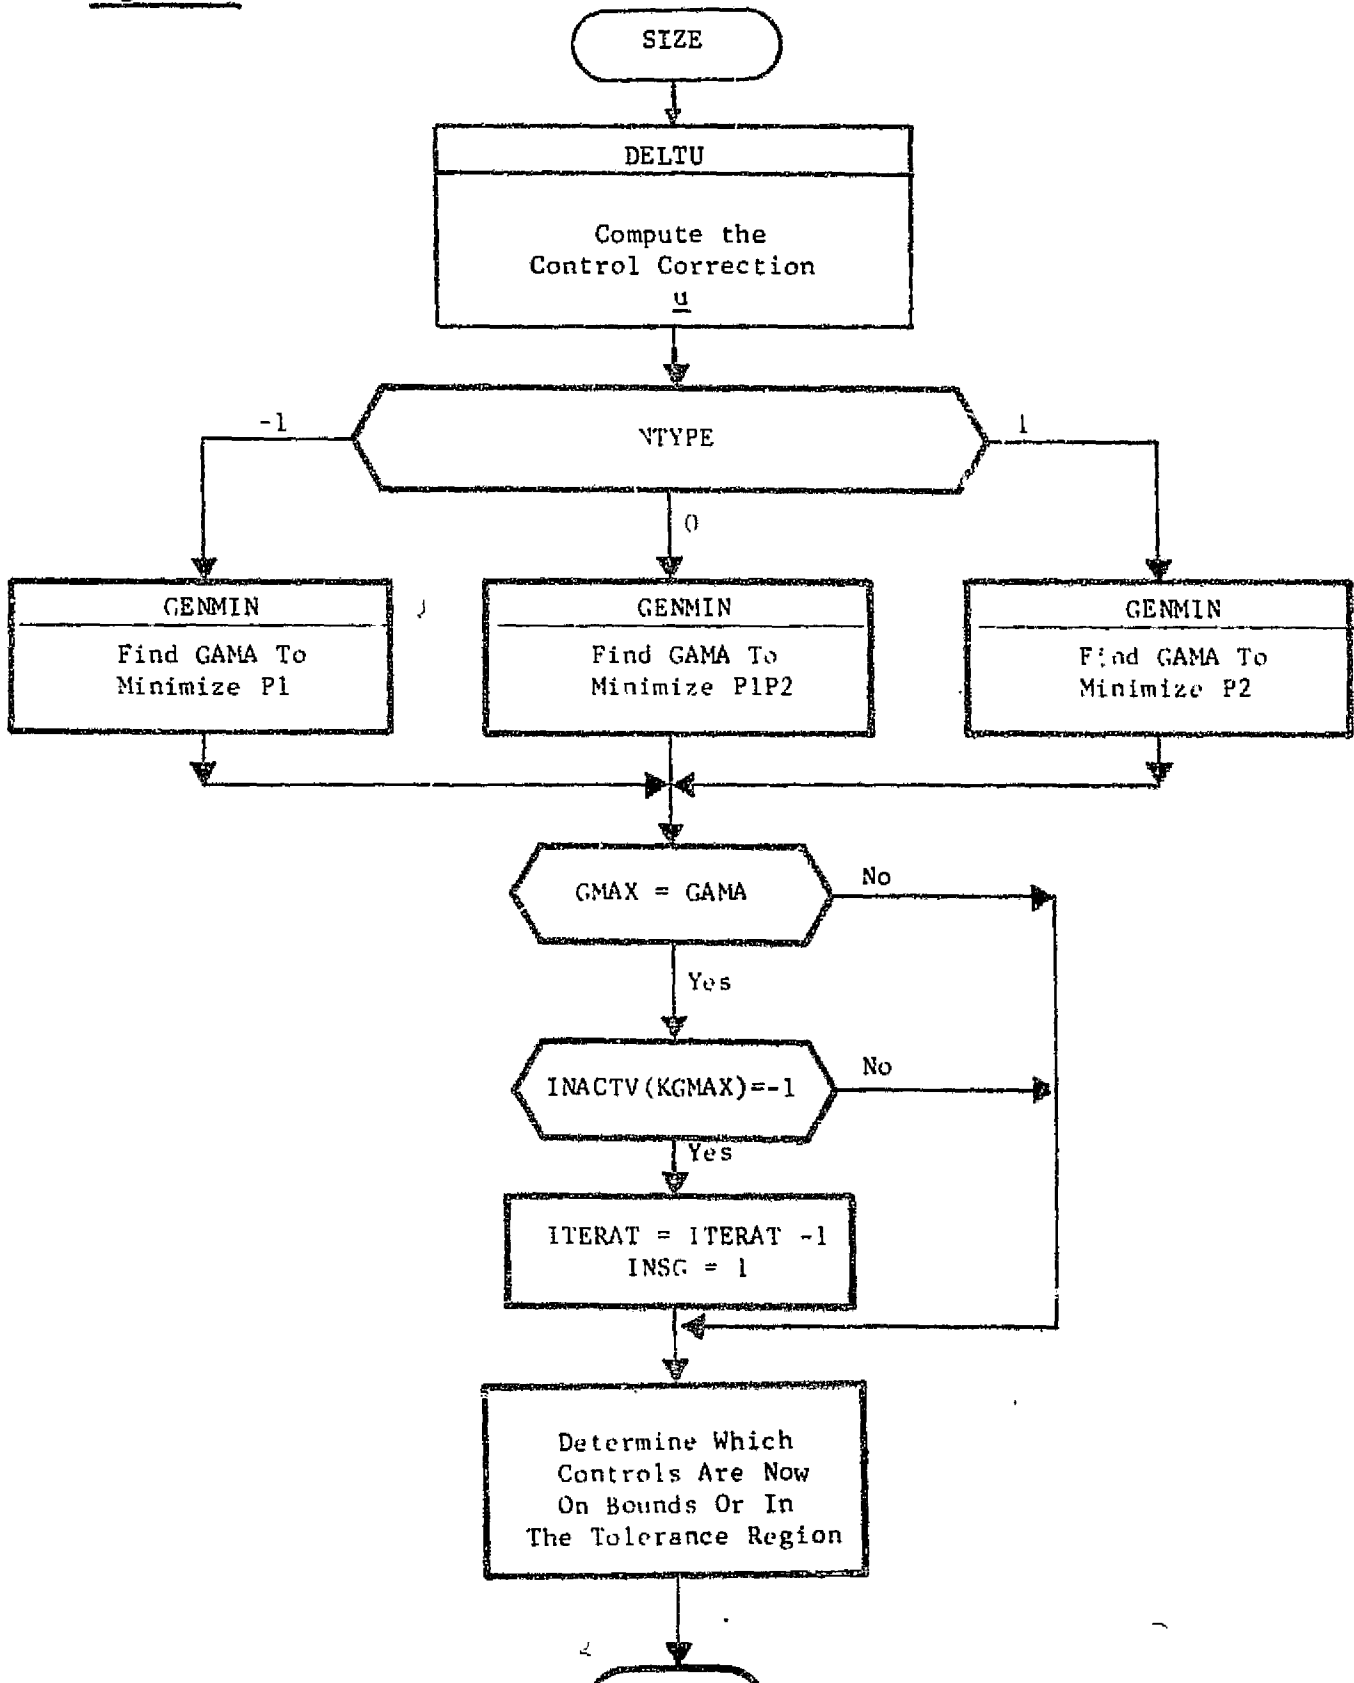 SIZE
DELTU
Compute the
Control Correction
u
-1
NTYPE
1
0
GENMIN
Find GAMA To
Minimize P1
GENMIN
Find GAMA To
Minimize P1P2
GENMIN
Find GAMA To
Minimize P2
GMAX = GAMA
No
Yes
INACTV(KGMAX)=-1
No
Yes
ITERAT = ITERAT -1
INSG = 1
Determine Which
Controls Are Now
On Bounds Or In
The Tolerance Region